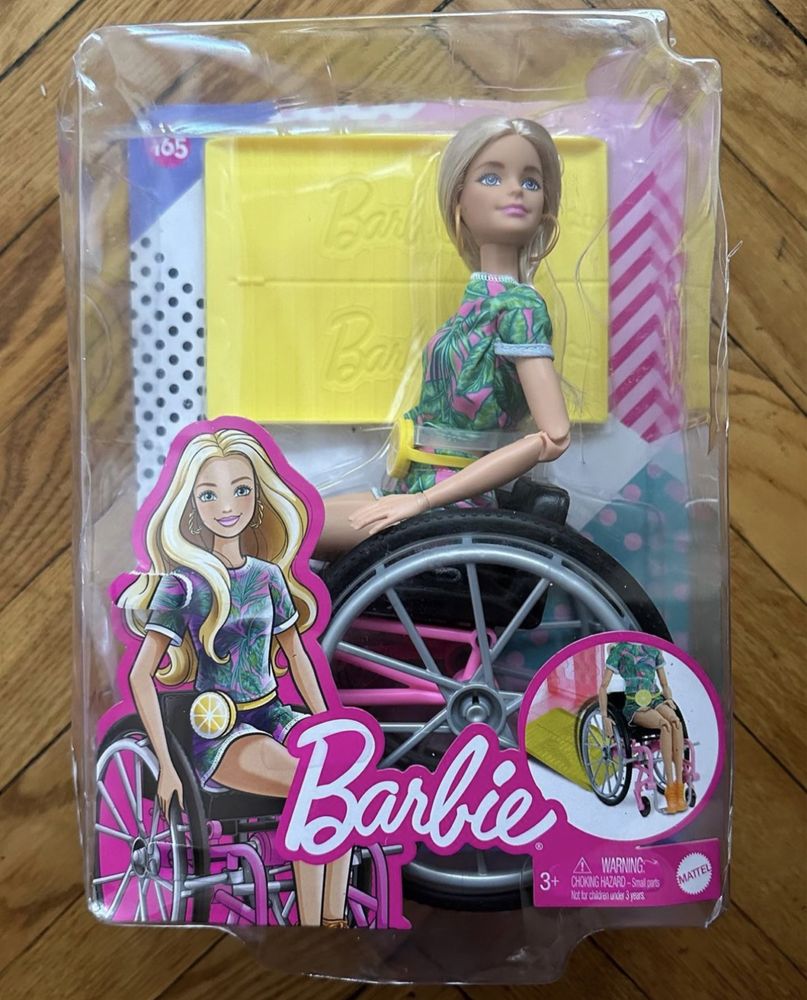 165
Barbie
Barbie
Barbie
®
3+
WARNING:
CHOKING HAZARD – Small parts
Not for children under 3 years.
MATTEL